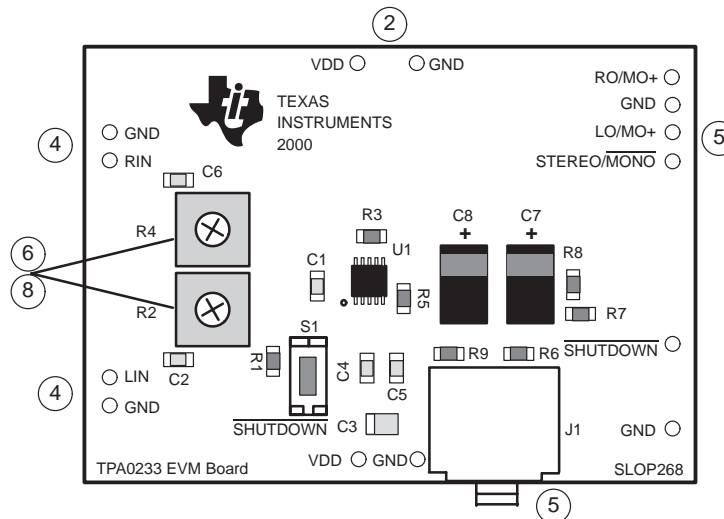 2
VDD GND
RO/MO+
GND
LO/MO+
STEREO/MONO
5
TEXAS
INSTRUMENTS
2000
4
GND
RIN
C6
R4
6
8
R2
C2
R3
U1
C1
R5
C8
+
C7
+
R8
R7
S1
R1
C4
C5
R9
R6
SHUTDOWN
4
LIN
GND
SHUTDOWN
C3
J1
GND
VDD GND
TPA0233 EVM Board
SLOP268
5